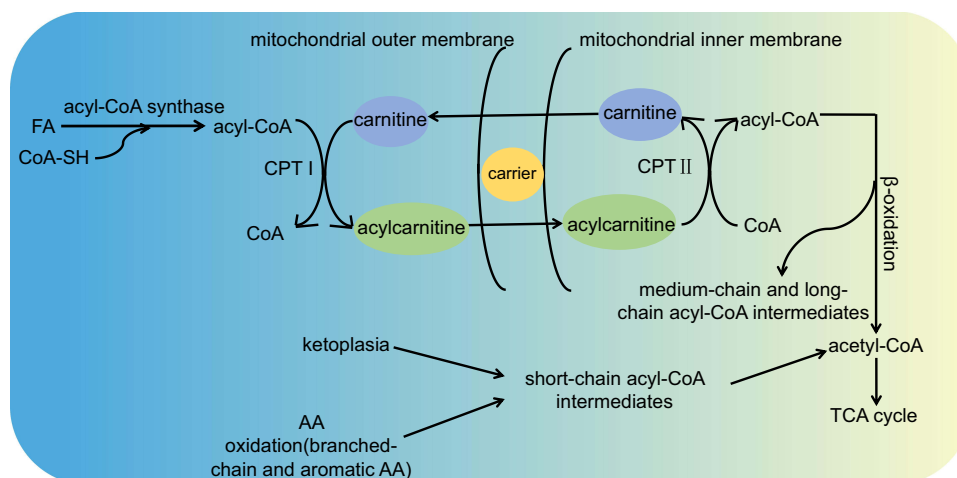 mitochondrial outer membrane
mitochondrial inner membrane
acyl-CoA synthase
FA
CoA-SH
acyl-CoA
carnitine
carnitine
acyl-CoA
CPT I
carrier
CPT II
CoA
acylcarnitine
acylcarnitine
CoA
β-oxidation
medium-chain and long-
chain acyl-CoA intermediates
ketoplasia
acetyl-CoA
short-chain acyl-CoA
intermediates
TCA cycle
AA
oxidation(branched-
chain and aromatic AA)